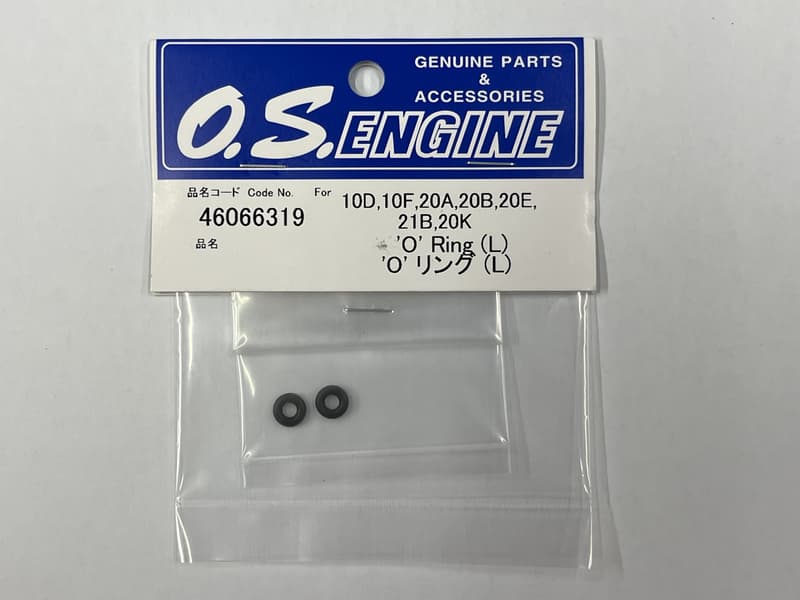 GENUINE PARTS
&
ACCESSORIES
O.S.ENGINE
品名コード Code No. For
46066319
10D,10F,20A,20B,20E,
21B,20K
品名
'O' Ring (L)
'O' リング (L)